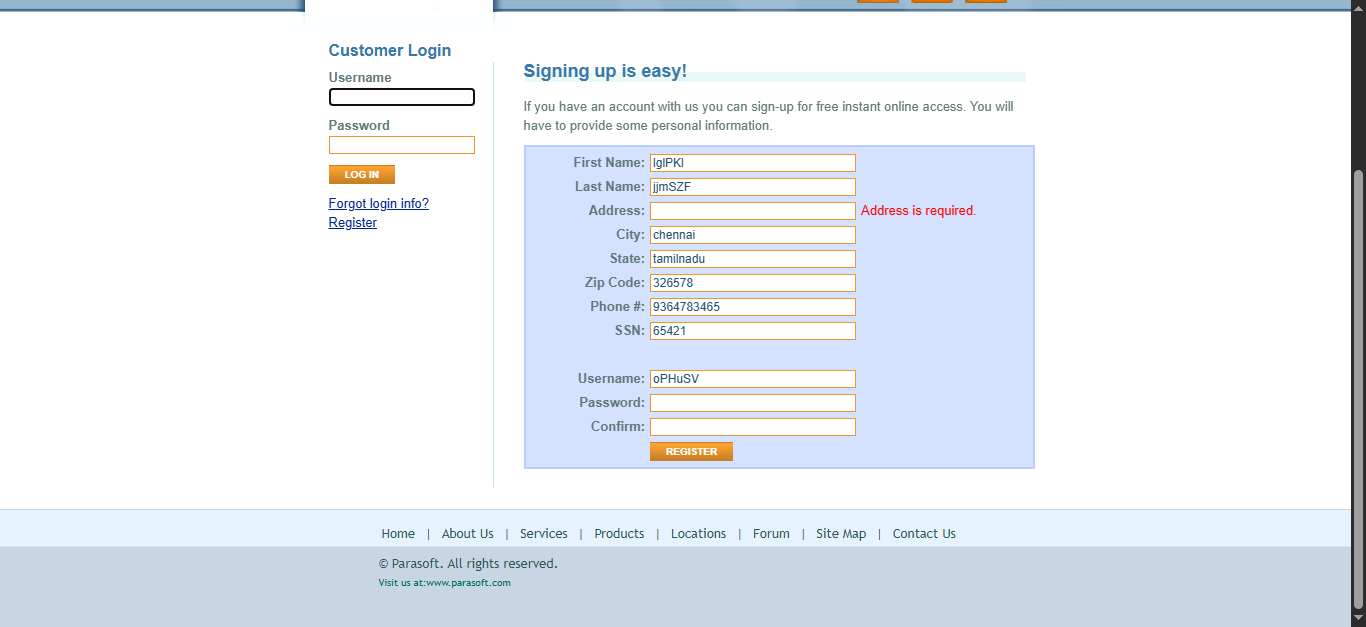 Customer Login
Username
Password
LOG IN
Forgot login info?
Register
Signing up is easy!
If you have an account with us you can sign-up for free instant online access. You will
have to provide some personal information.
First Name: lglPKl
Last Name: jjmSZF
Address: Address is required.
City: chennai
State: tamilnadu
Zip Code: 326578
Phone #: 9364783465
SSN: 65421
Username: oPHuSV
Password:
Confirm:
REGISTER
Home | About Us | Services | Products | Locations | Forum | Site Map | Contact Us
© Parasoft. All rights reserved.
Visit us at:www.parasoft.com